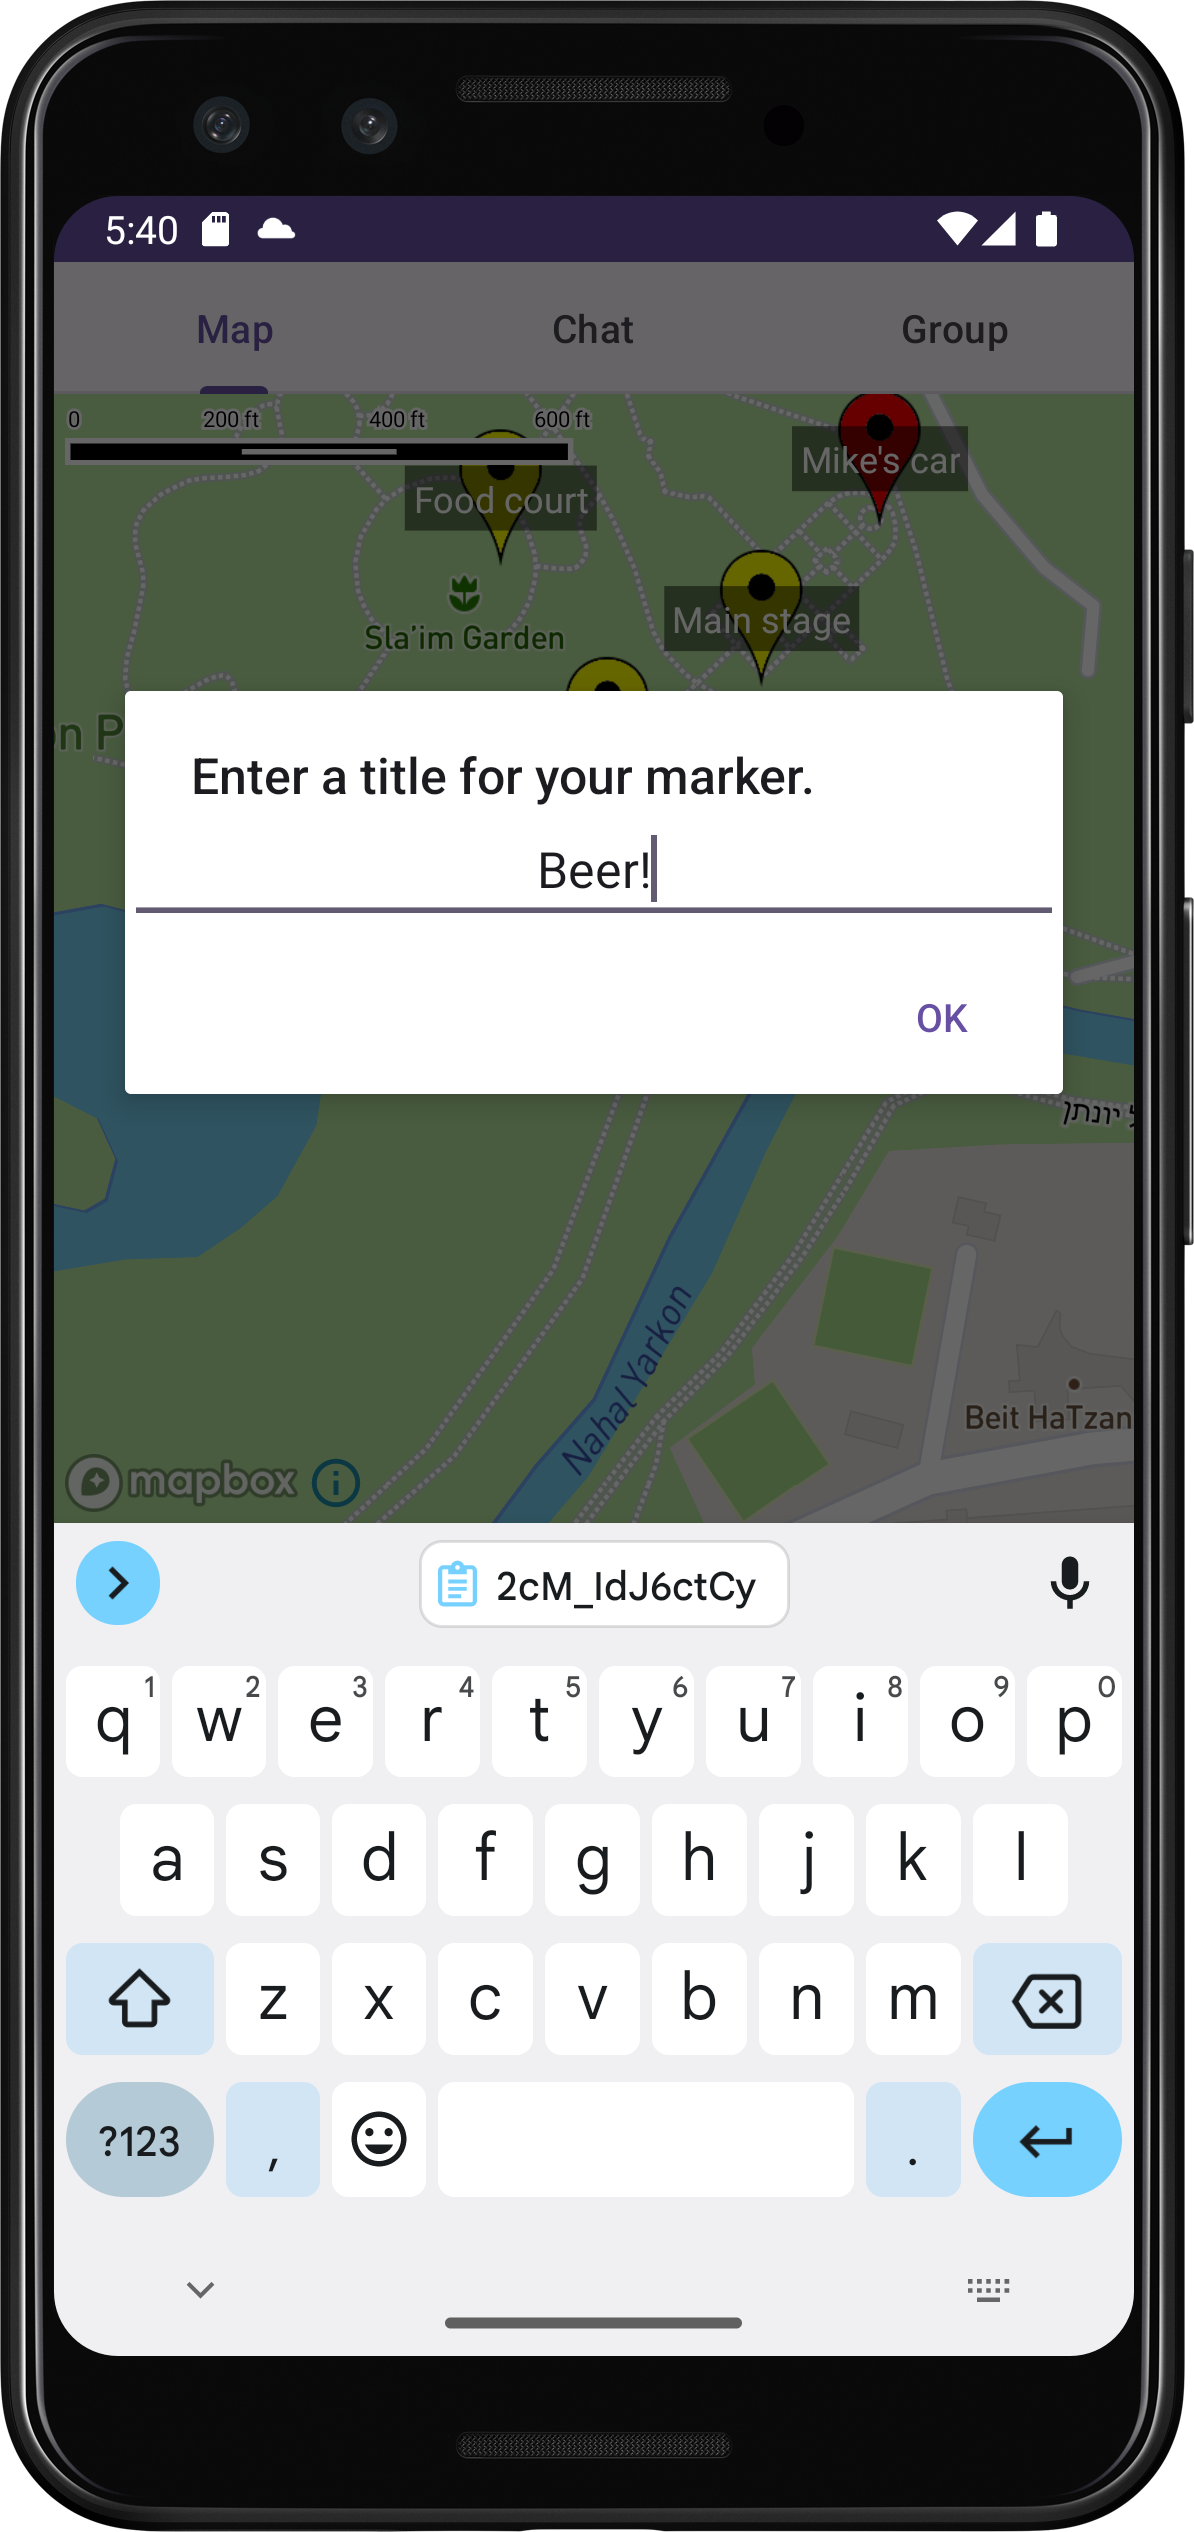 5:40
Map Chat Group
0 200 ft 400 ft 600 ft
Mike's car
Food court
Main stage
Sla'im Garden
n P
Enter a title for your marker.
Beer!
OK
יונתן
Nahal Yarkon
Beit HaTzan
mapbox
2cM_IdJ6ctCy
1 2 3 4 5 6 7 8 9 0
q w e r t y u i o p
a s d f g h j k l
z x c v b n m
?123 , .